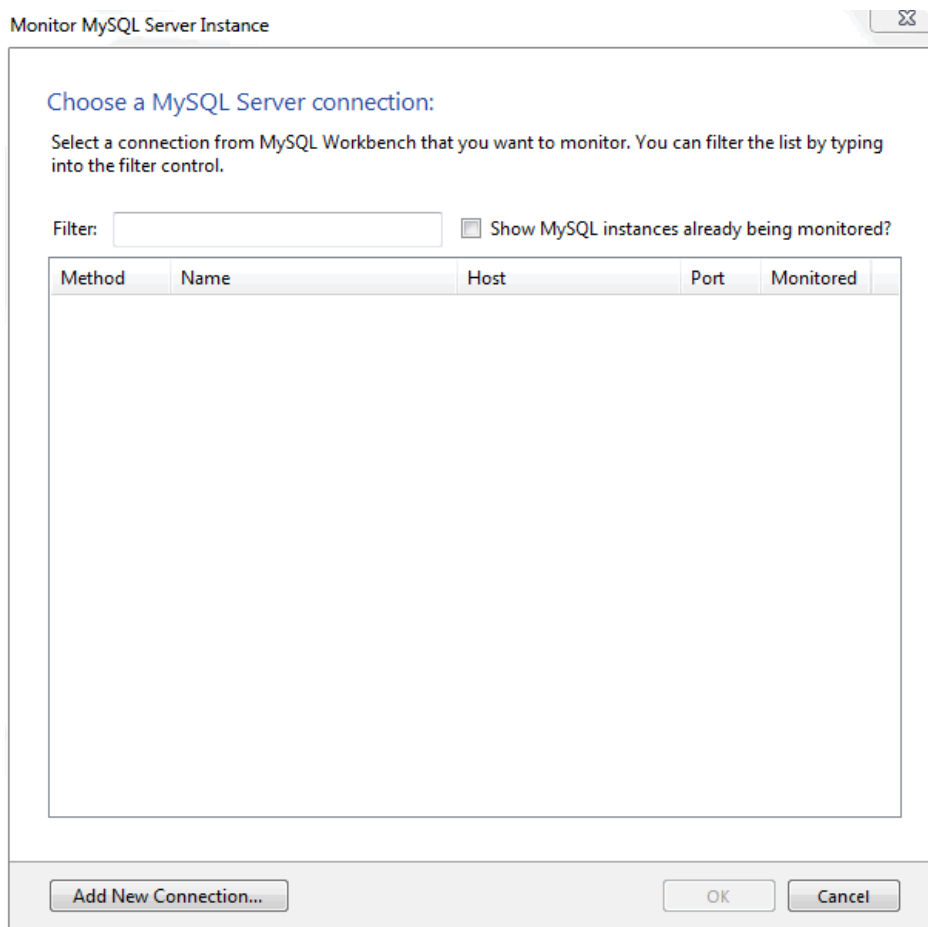 Monitor MySQL Server Instance
Choose a MySQL Server connection:
Select a connection from MySQL Workbench that you want to monitor. You can filter the list by typing
into the filter control.
Filter: Show MySQL instances already being monitored?
Method Name Host Port Monitored
Add New Connection... OK Cancel